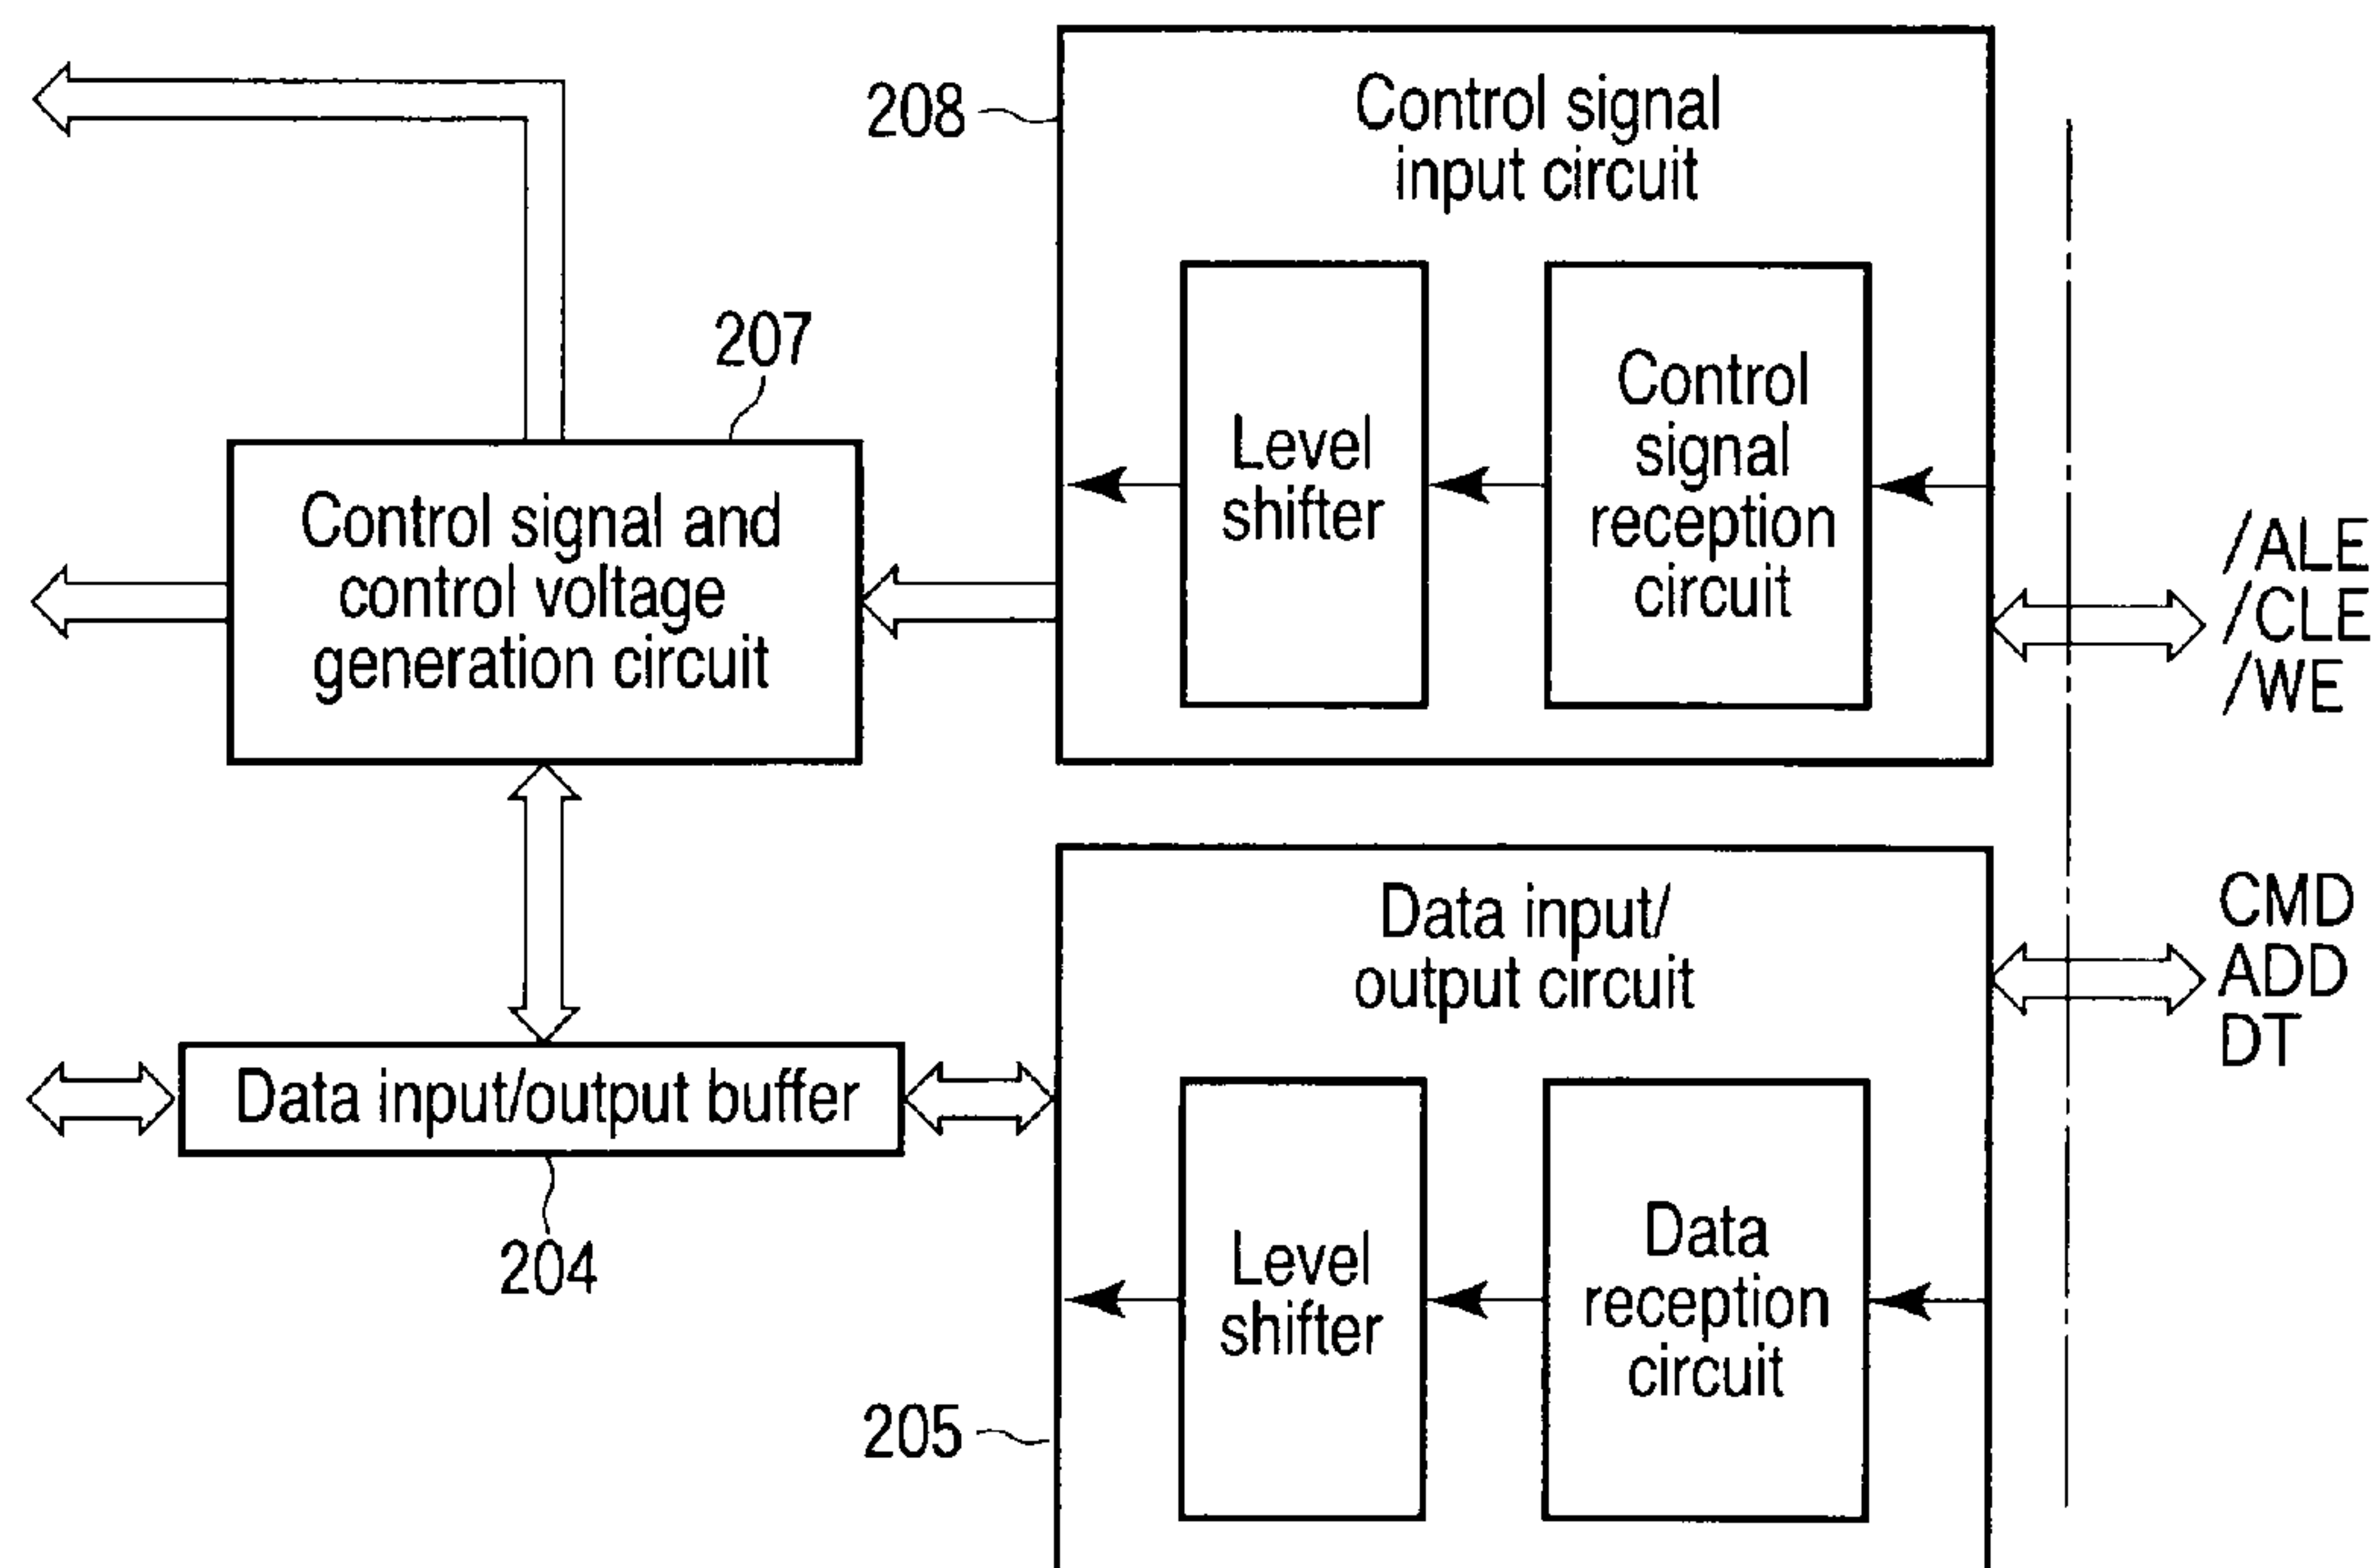 208
Control signal
input circuit
207
Level
shifter
Control
signal
reception
circuit
Control signal and
control voltage
generation circuit
/ALE
/CLE
/WE
Data input/
output circuit
CMD
ADD
DT
Data input/output buffer
204
Level
shifter
Data
reception
circuit
205